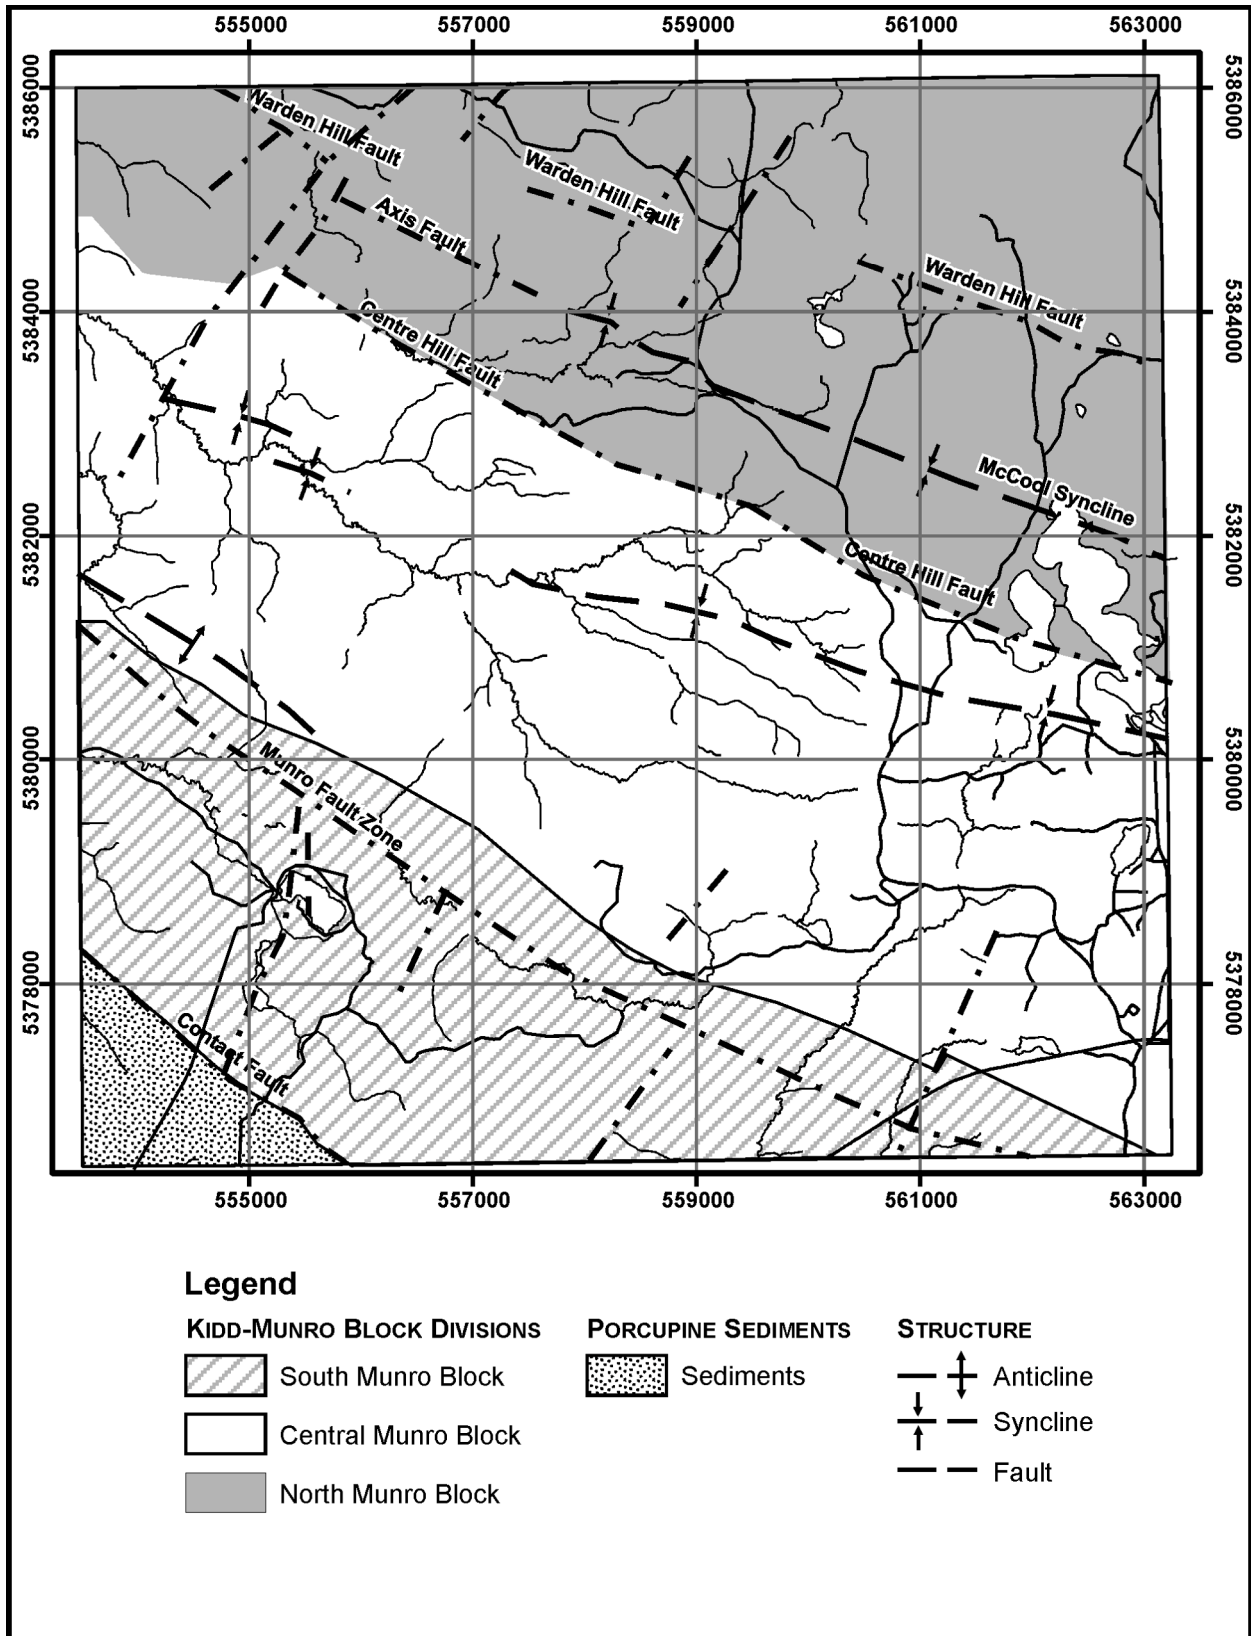 555000 557000 559000 561000 563000
5386000 5386000
Warden Hill Fault
Warden Hill Fault
Axis Fault
Warden Hill Fault
5384000 5384000
Centre Hill Fault
McCool Syncline
5382000 5382000
Centre Hill Fault
5380000 5380000
Munro Fault Zone
5378000 5378000
Contact Fault
555000 557000 559000 561000 563000
Legend
KIDD-MUNRO BLOCK DIVISIONS PORCUPINE SEDIMENTS STRUCTURE
South Munro Block Sediments Anticline
Central Munro Block Syncline
North Munro Block Fault